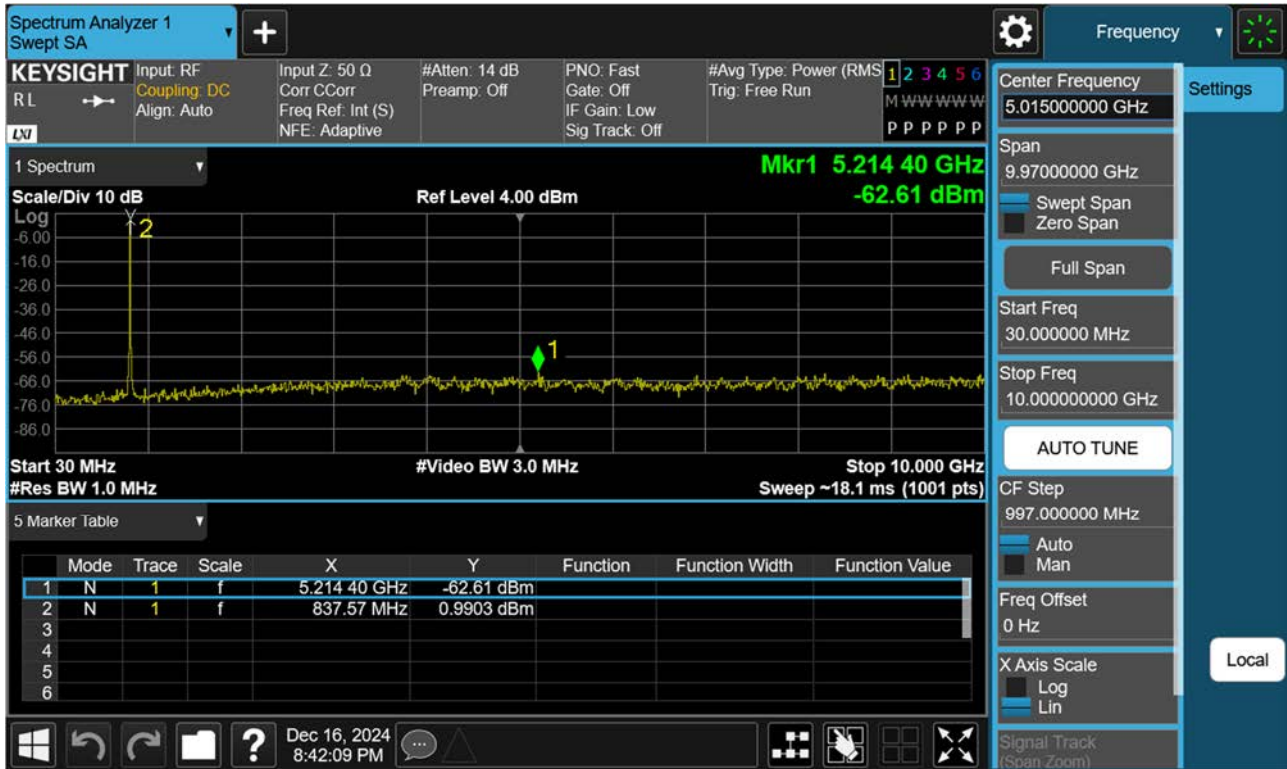 Spectrum Analyzer 1
Swept SA
+
Frequency
KEYSIGHT
RL
LXI
Input: RF
Coupling: DC
Align: Auto
Input Z: 50 Ω
Corr CCorr
Freq Ref: Int (S)
NFE: Adaptive
#Atten: 14 dB
Preamp: Off
PNO: Fast
Gate: Off
IF Gain: Low
Sig Track: Off
#Avg Type: Power (RMS
Trig: Free Run
1 2 3 4 5 6
M W W W W W
P P P P P P
1 Spectrum
Mkr1 5.214 40 GHz
-62.61 dBm
Scale/Div 10 dB
Ref Level 4.00 dBm
Log
-6.00
-16.0
-26.0
-36.0
-46.0
-56.0
-66.0
-76.0
-86.0
2
1
Start 30 MHz
#Video BW 3.0 MHz
Stop 10.000 GHz
#Res BW 1.0 MHz
Sweep ~18.1 ms (1001 pts)
5 Marker Table
Mode Trace Scale X Y Function Function Width Function Value
1 N 1 f 5.214 40 GHz -62.61 dBm
2 N 1 f 837.57 MHz 0.9903 dBm
3
4
5
6
?
Dec 16, 2024
8:42:09 PM
Center Frequency
5.015000000 GHz
Span
9.97000000 GHz
Swept Span
Zero Span
Full Span
Start Freq
30.000000 MHz
Stop Freq
10.000000000 GHz
AUTO TUNE
CF Step
997.000000 MHz
Auto
Man
Freq Offset
0 Hz
X Axis Scale
Log
Lin
Signal Track
(Span Zoom)
Settings
Local